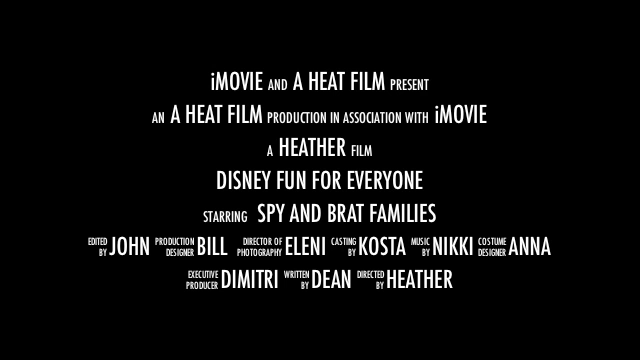 iMOVIE AND A HEAT FILM PRESENT
AN A HEAT FILM PRODUCTION IN ASSOCIATION WITH iMOVIE
A HEATHER FILM
DISNEY FUN FOR EVERYONE
STARRING SPY AND BRAT FAMILIES
EDITED BY JOHN PRODUCTION DESIGNER BILL DIRECTOR OF PHOTOGRAPHY ELENI CASTING BY KOSTA MUSIC BY NIKKI COSTUME DESIGNER ANNA
EXECUTIVE PRODUCER DIMITRI WRITTEN BY DEAN DIRECTED BY HEATHER